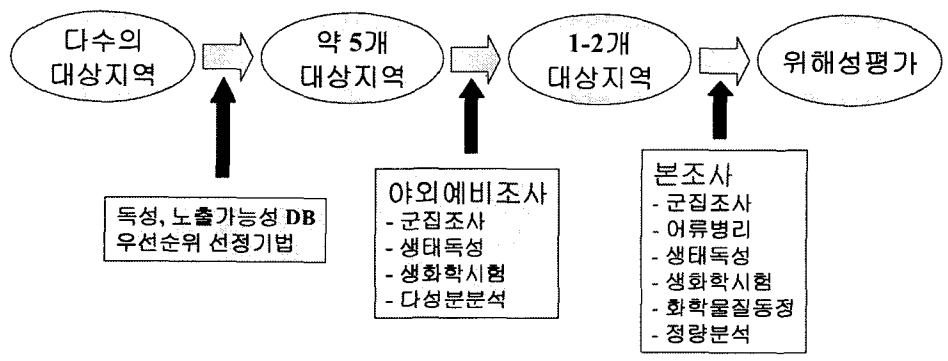 다수의
대상지역
약 5개
대상지역
1-2개
대상지역
위해성평가
독성, 노출가능성 DB
우선순위 선정기법
야외예비조사
- 군집조사
- 생태독성
- 생화학시험
- 다성분분석
본조사
- 군집조사
- 어류병리
- 생태독성
- 생화학시험
- 화학물질동정
- 정량분석